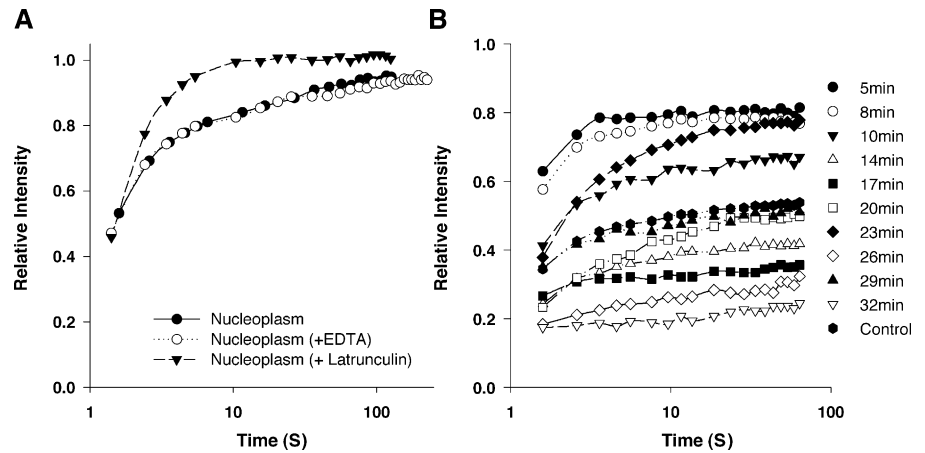 A
Relative Intensity
1.0
0.8
0.6
0.4
0.2
0.0
1
10
100
Time (S)
Nucleoplasm
Nucleoplasm (+EDTA)
Nucleoplasm (+ Latrunculin)
B
Relative Intensity
1.0
0.8
0.6
0.4
0.2
0.0
1
10
100
Time (S)
5min
8min
10min
14min
17min
20min
23min
26min
29min
32min
Control